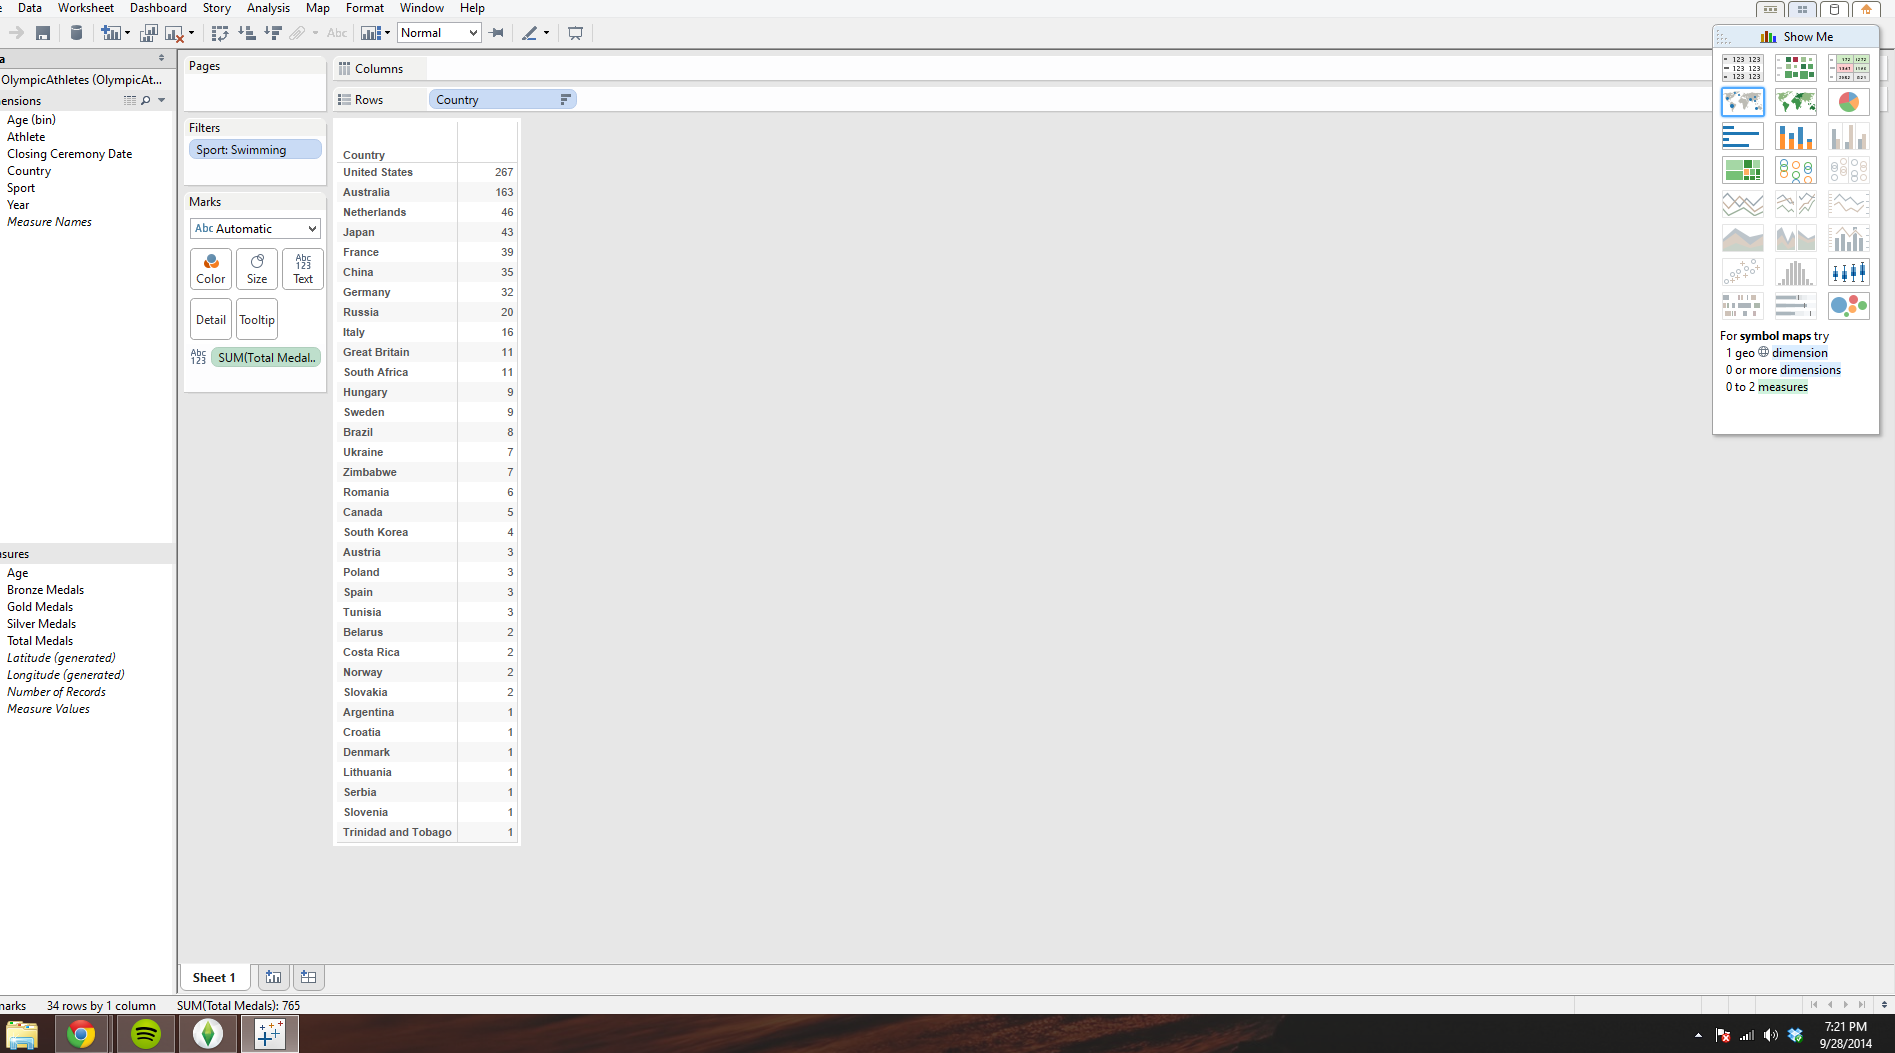 Data Worksheet Dashboard Story Analysis Map Format Window Help
Abc Normal
Show Me
OlympicAthletes (OlympicAt...
ensions
Age (bin)
Athlete
Closing Ceremony Date
Country
Sport
Year
Measure Names
sures
Age
Bronze Medals
Gold Medals
Silver Medals
Total Medals
Latitude (generated)
Longitude (generated)
Number of Records
Measure Values
Pages
Filters
Sport: Swimming
Marks
Abc Automatic
Color
Size
Abc
123
Text
Detail
Tooltip
Abc
123
SUM(Total Medal..
Columns
Rows Country
Country
United States 267
Australia 163
Netherlands 46
Japan 43
France 39
China 35
Germany 32
Russia 20
Italy 16
Great Britain 11
South Africa 11
Hungary 9
Sweden 9
Brazil 8
Ukraine 7
Zimbabwe 7
Romania 6
Canada 5
South Korea 4
Austria 3
Poland 3
Spain 3
Tunisia 3
Belarus 2
Costa Rica 2
Norway 2
Slovakia 2
Argentina 1
Croatia 1
Denmark 1
Lithuania 1
Serbia 1
Slovenia 1
Trinidad and Tobago 1
123 123
123 123
123 123
For symbol maps try
1 geo dimension
0 or more dimensions
0 to 2 measures
Sheet 1
narks 34 rows by 1 column SUM(Total Medals): 765
7:21 PM
9/28/2014